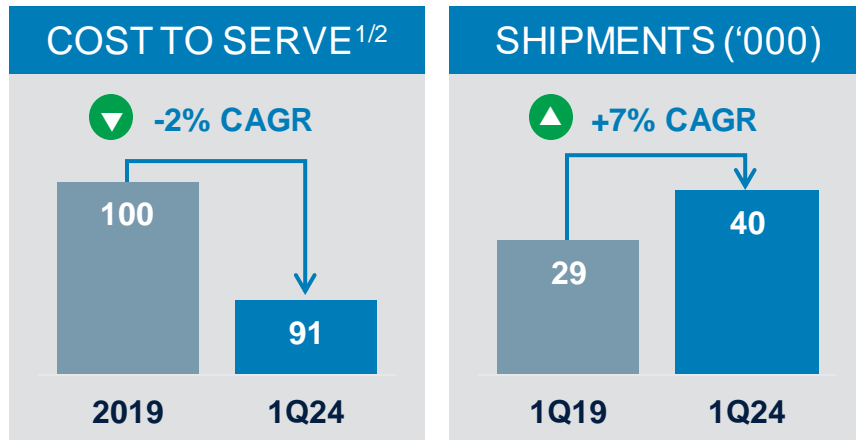 COST TO SERVE1/2
-2% CAGR
100
91
2019 1Q24
SHIPMENTS (‘000)
+7% CAGR
29
40
1Q19 1Q24